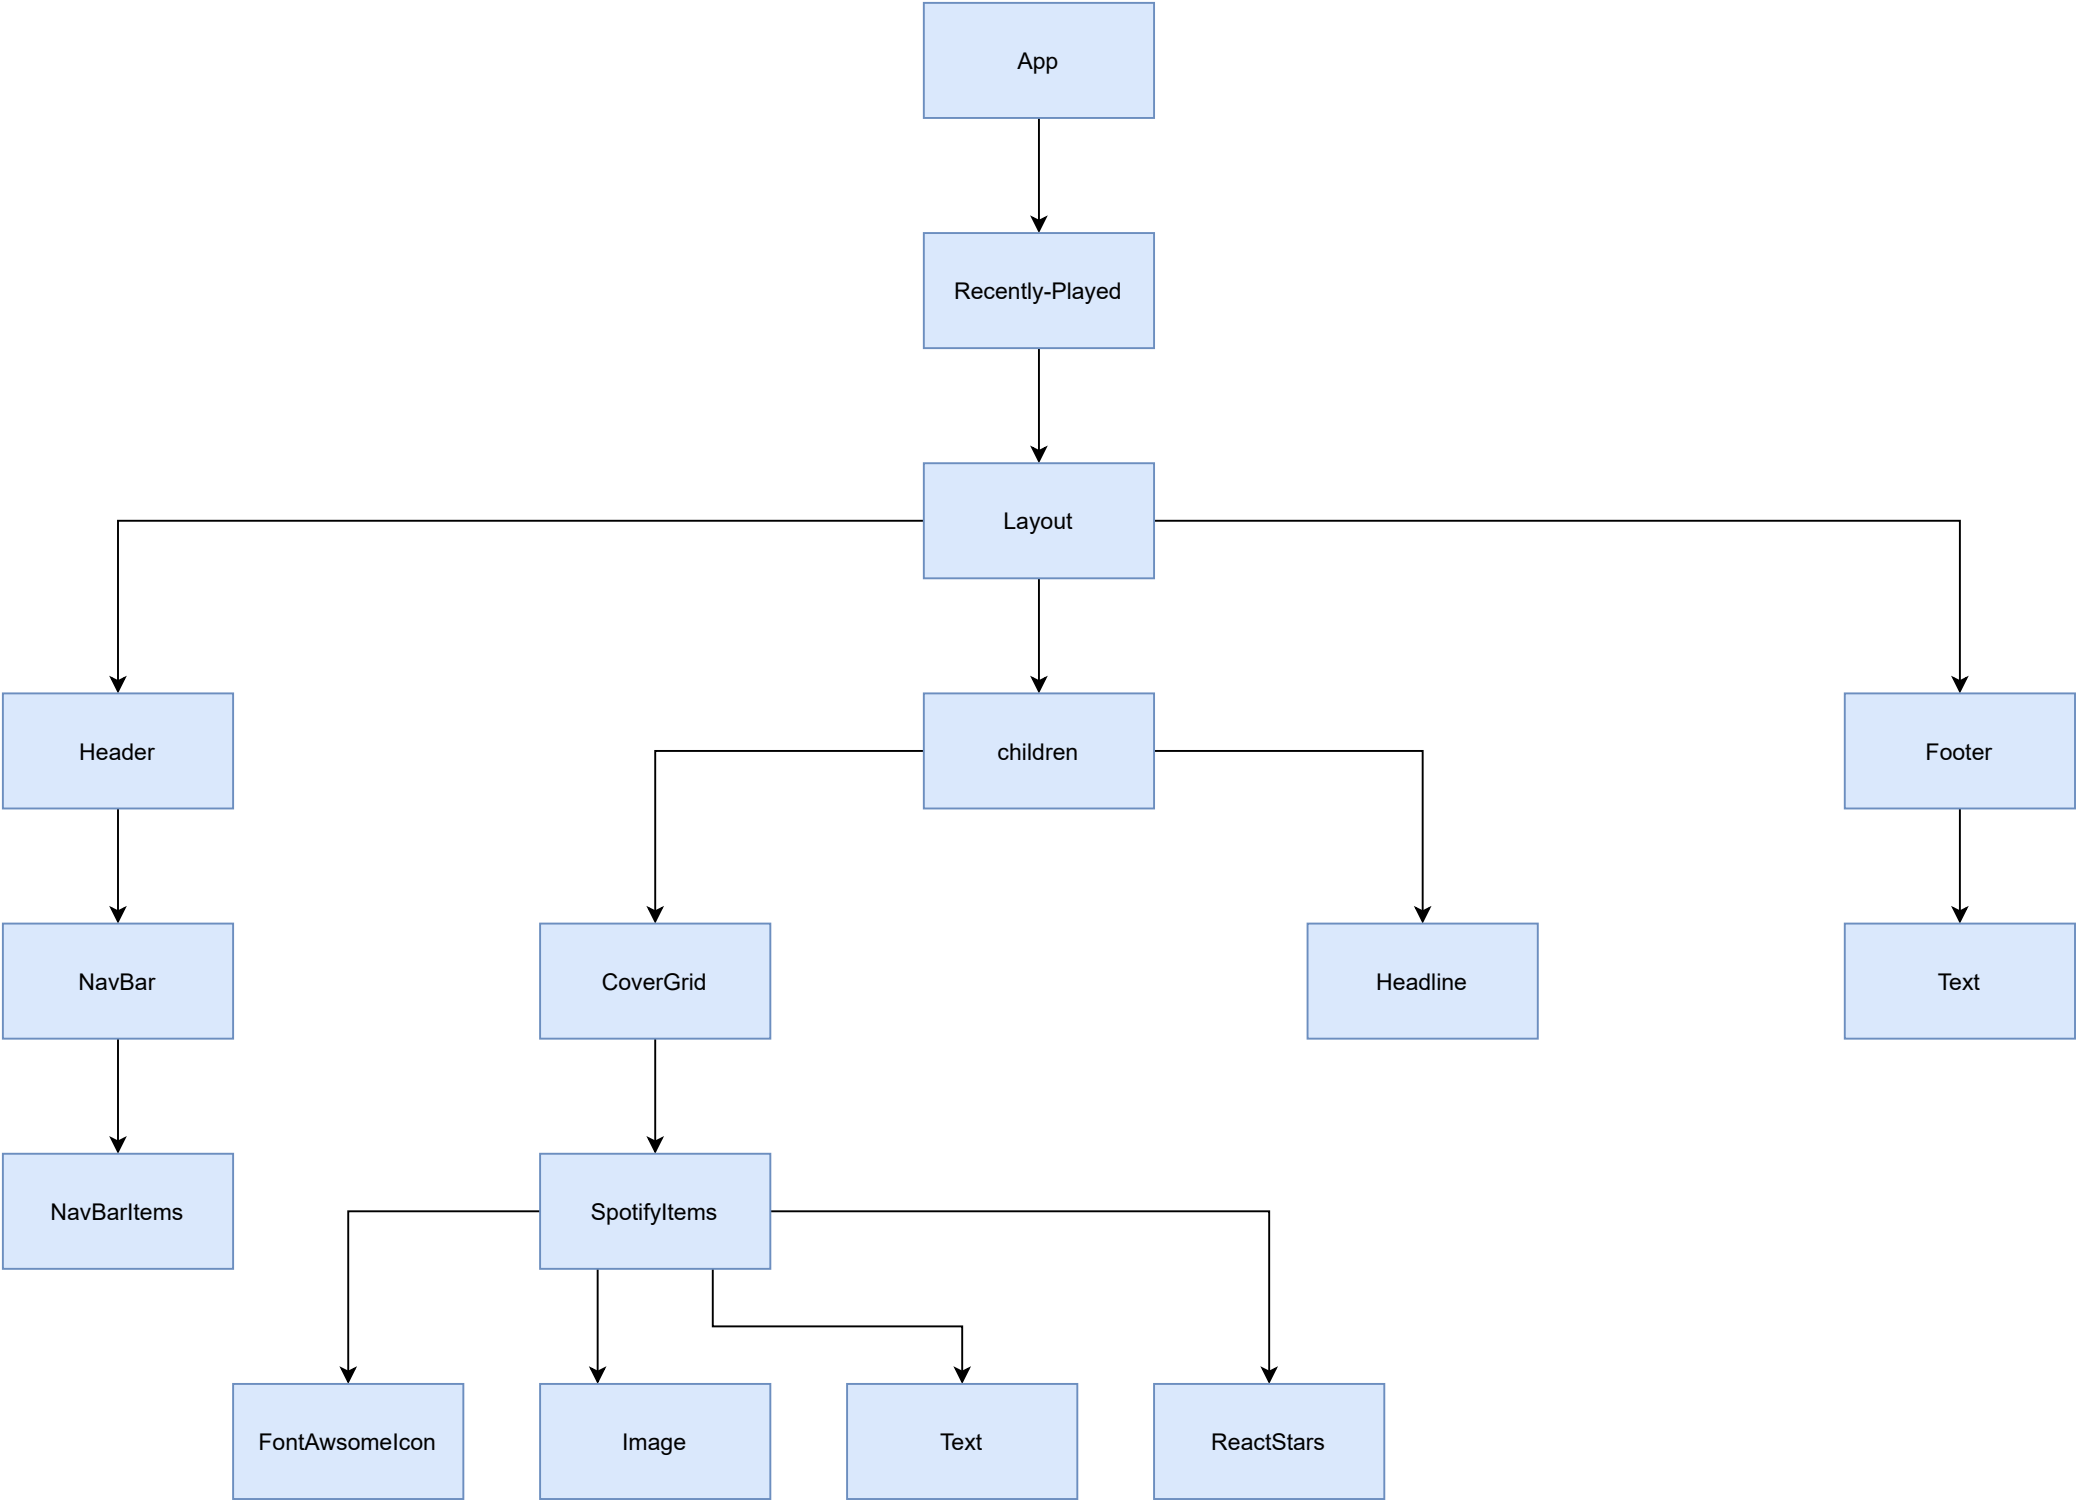 App
Recently-Played
Layout
Header
children
Footer
NavBar
CoverGrid
Headline
Text
NavBarItems
SpotifyItems
FontAwsomeIcon
Image
Text
ReactStars